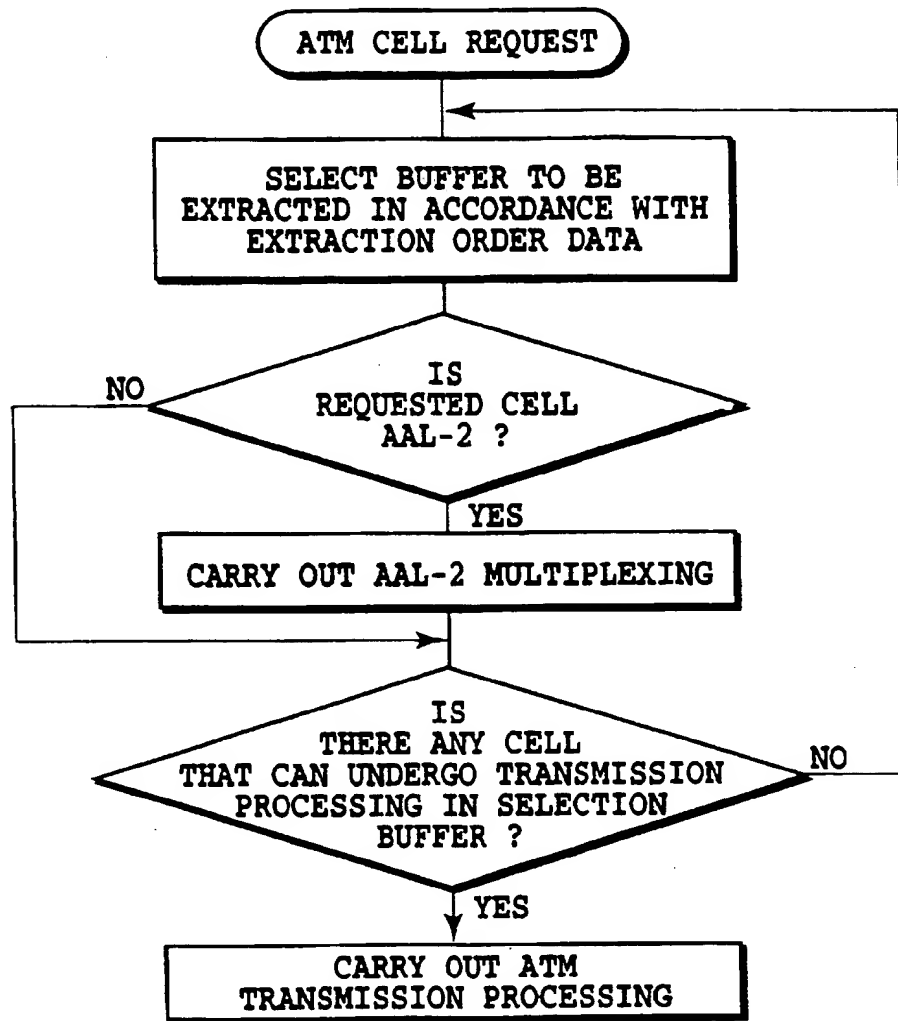 ATM CELL REQUEST
SELECT BUFFER TO BE
EXTRACTED IN ACCORDANCE WITH
EXTRACTION ORDER DATA
NO
IS
REQUESTED CELL
AAL-2 ?
YES
CARRY OUT AAL-2 MULTIPLEXING
IS
THERE ANY CELL
THAT CAN UNDERGO TRANSMISSION
PROCESSING IN SELECTION
BUFFER ?
NO
YES
CARRY OUT ATM
TRANSMISSION PROCESSING